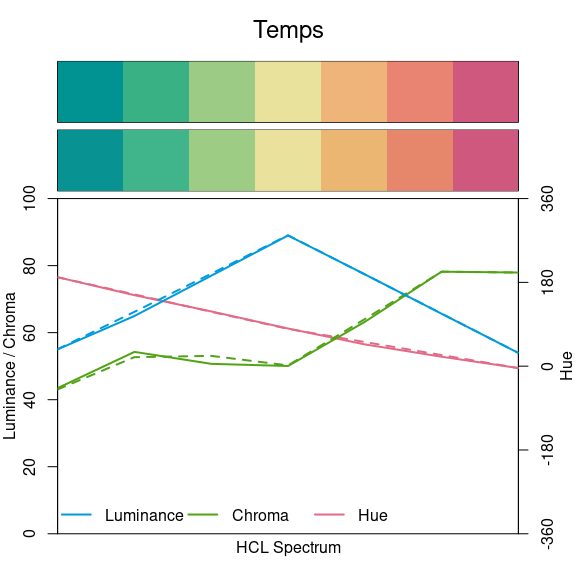 Temps
100
80
60
40
20
0
Luminance / Chroma
360
180
0
-180
-360
Hue
Luminance
Chroma
Hue
HCL Spectrum